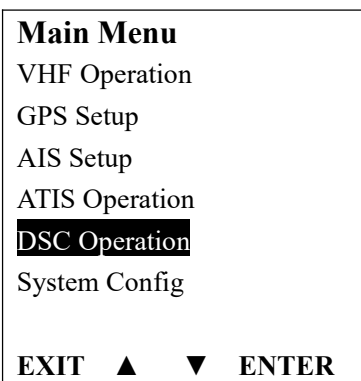 Main Menu
VHF Operation
GPS Setup
AIS Setup
ATIS Operation
DSC Operation
System Config
EXIT ▲ ▼ ENTER